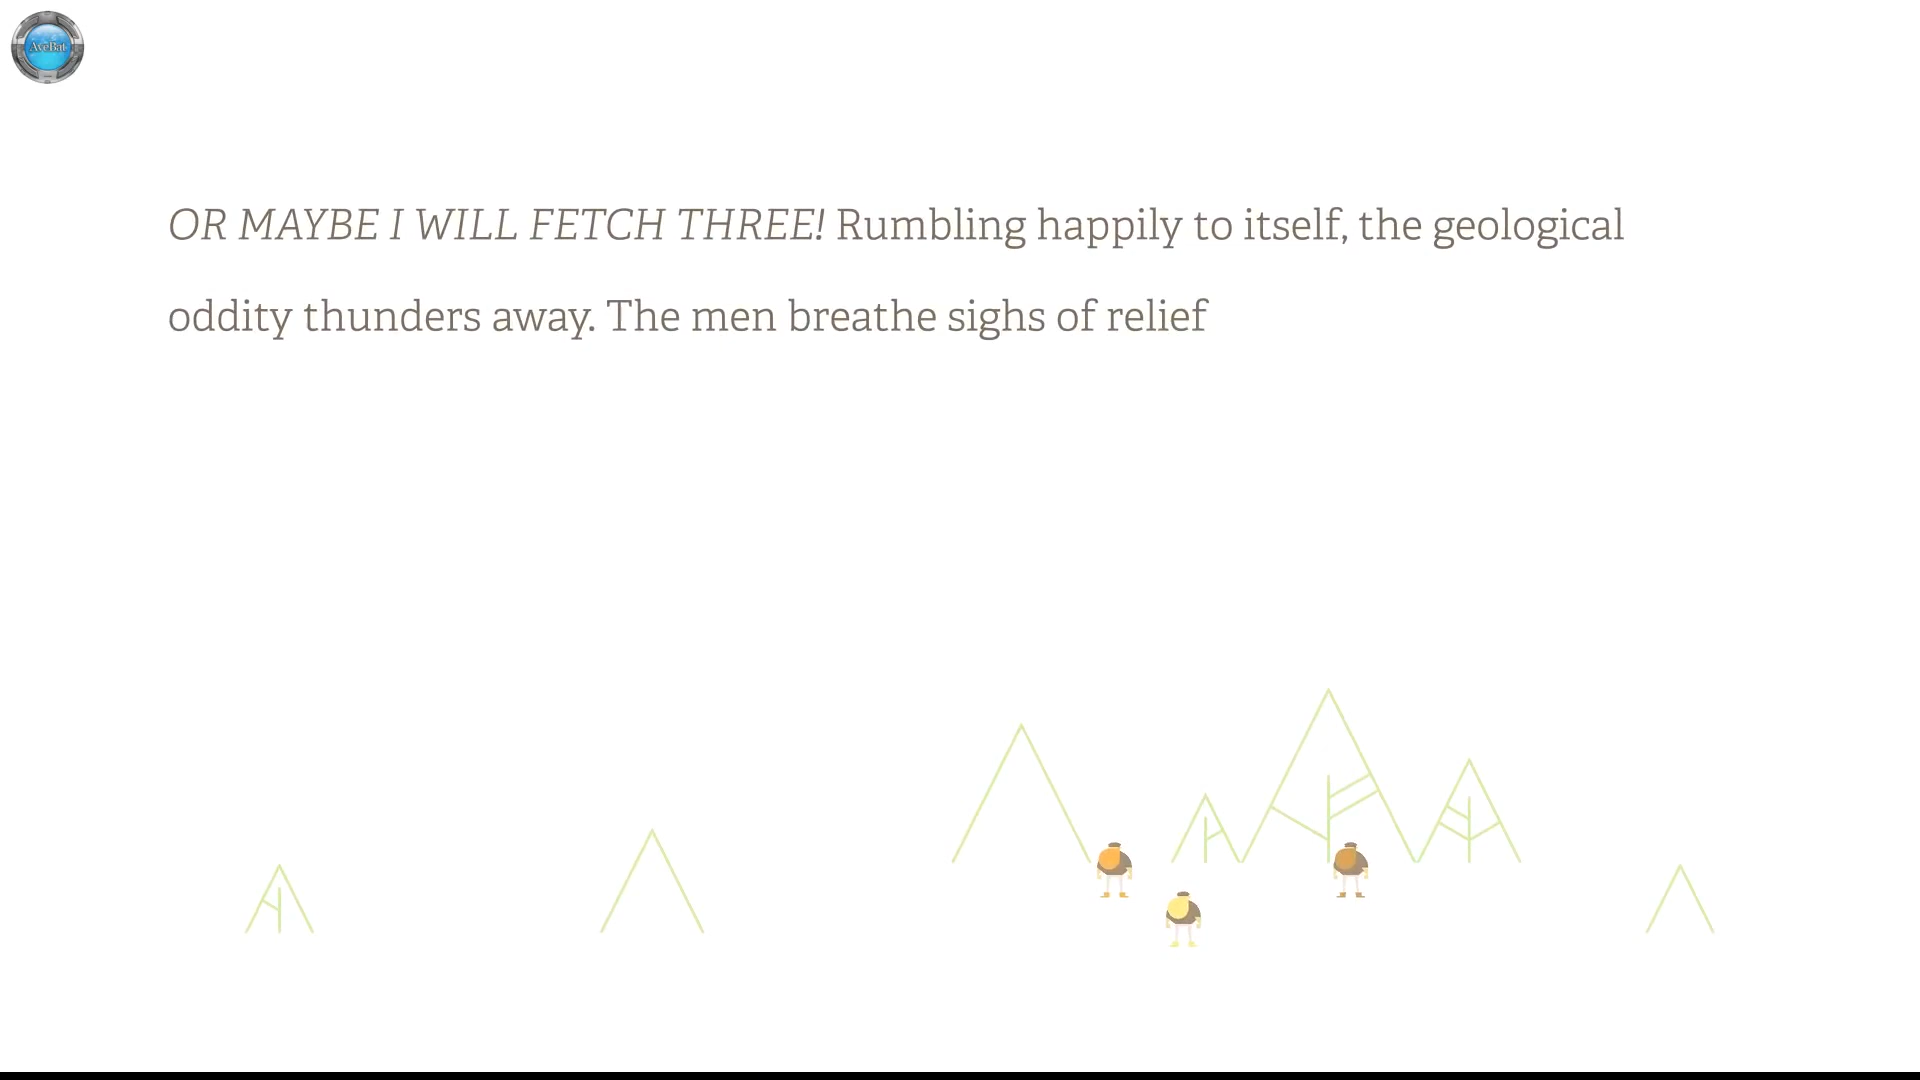 AveBat
OR MAYBE I WILL FETCH THREE! Rumbling happily to itself, the geological
oddity thunders away. The men breathe sighs of relief